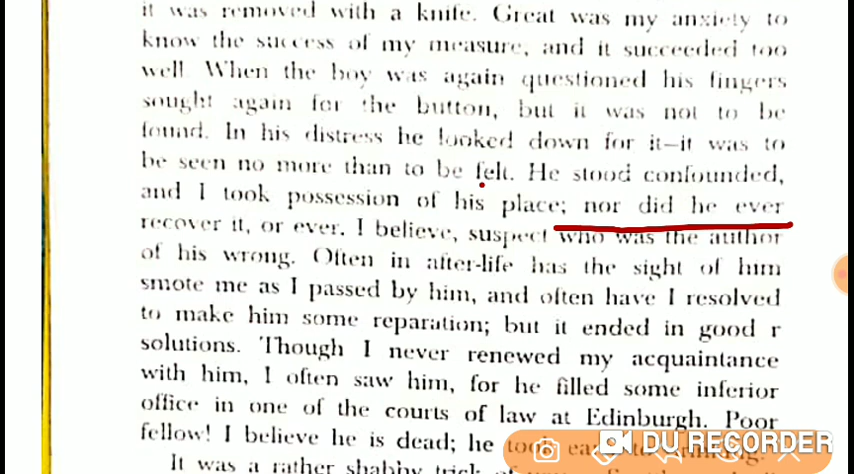 it was removed with a knife. Great was my anxiety to
know the success of my measure, and it succeeded too
well. When the boy was again questioned his fingers
sought again for the button, but it was not to be
found. In his distress he looked down for it—it was to
be seen no more than to be felt. He stood confounded,
and I took possession of his place; nor did he ever
recover it, or ever. I believe, suspect who was the author
of his wrong. Often in after-life has the sight of him
smote me as I passed by him, and often have I resolved
to make him some reparation; but it ended in good r
solutions. Though I never renewed my acquaintance
with him, I often saw him, for he filled some inferior
office in one of the courts of law at Edinburgh. Poor
fellow! I believe he is dead; he took
DU RECORDER
It was a rather shabby trick of